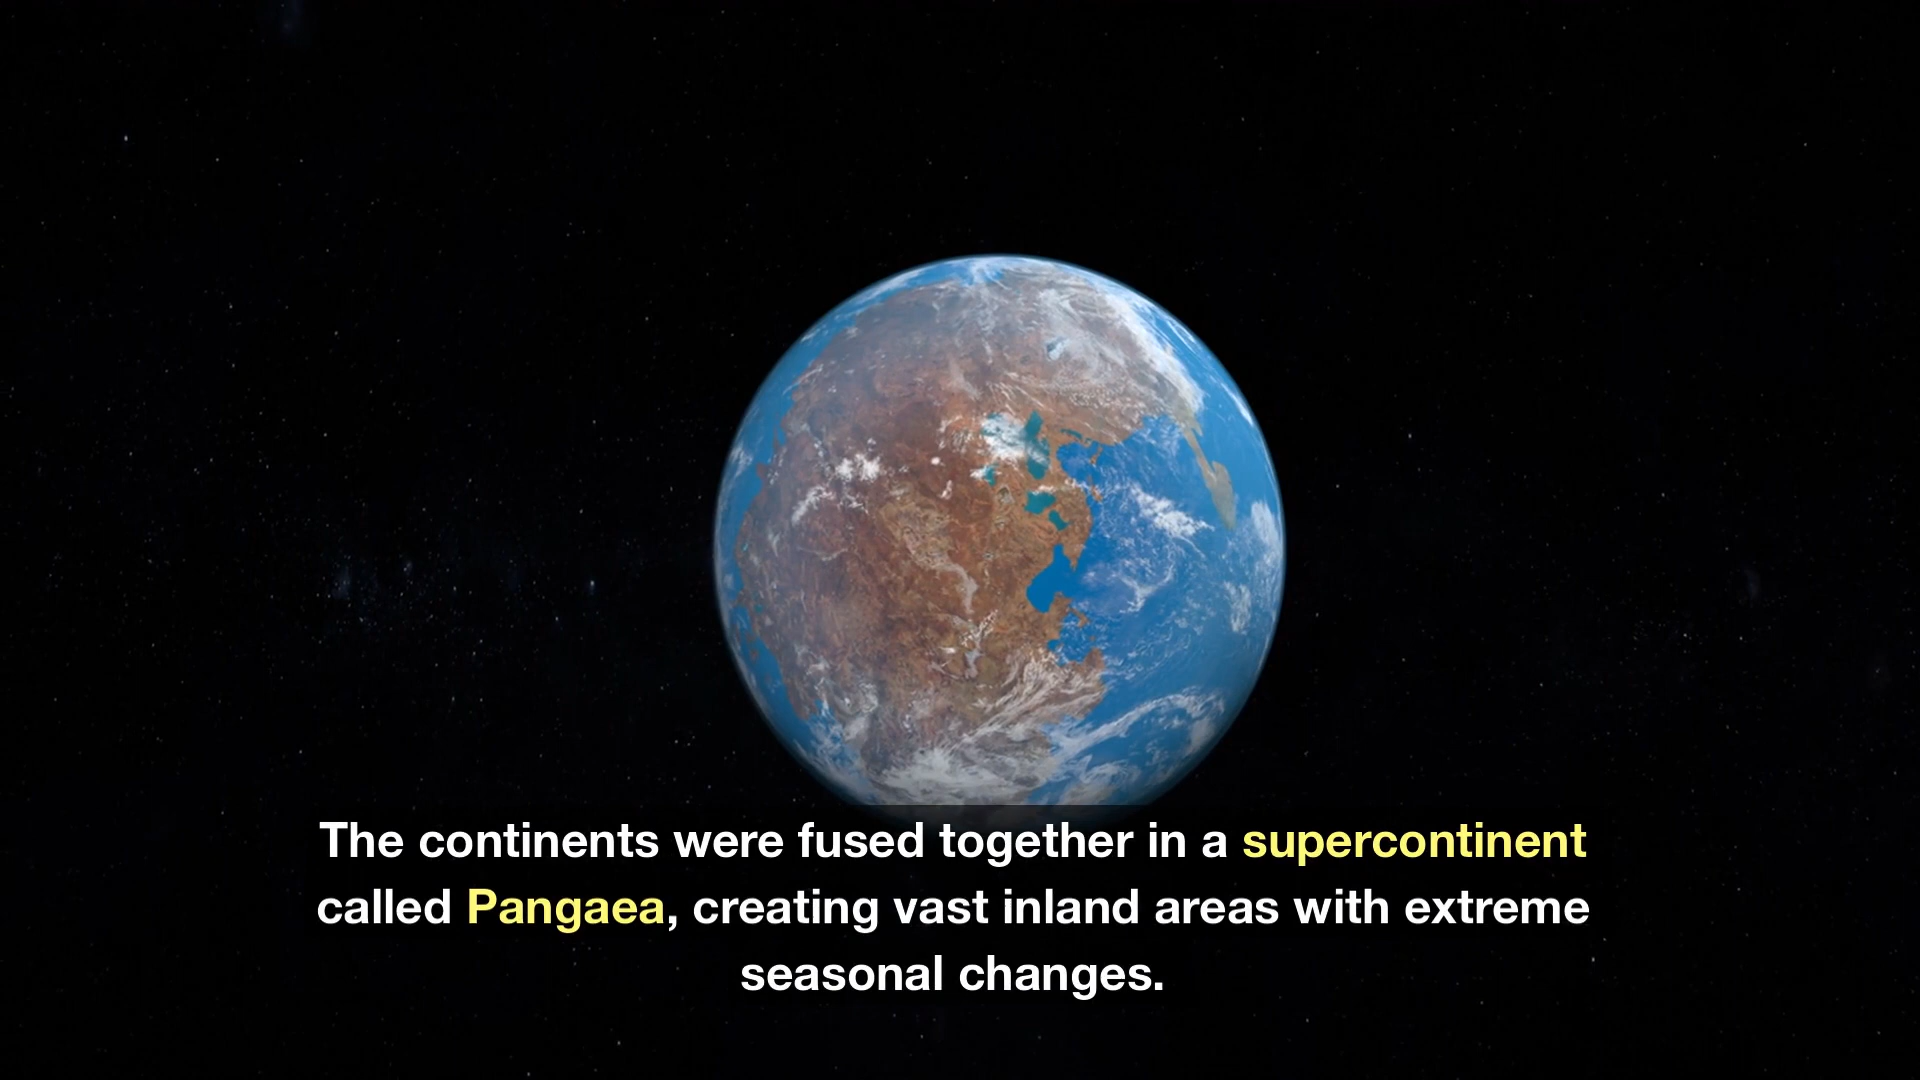 The continents were fused together in a supercontinent
called Pangaea, creating vast inland areas with extreme
seasonal changes.